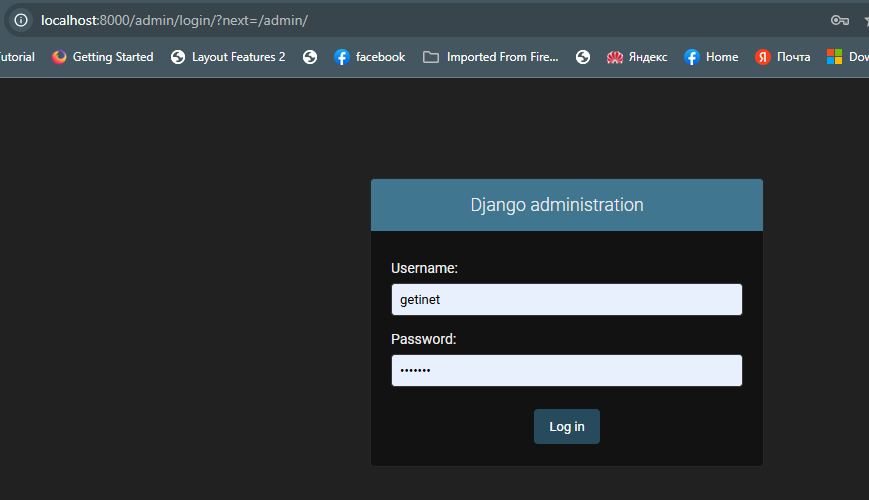 localhost:8000/admin/login/?next=/admin/
utorial Getting Started Layout Features 2 facebook Imported From Fire... Яндекс Home Почта Dow
Django administration
Username:
getinet
Password:
•••••••
Log in